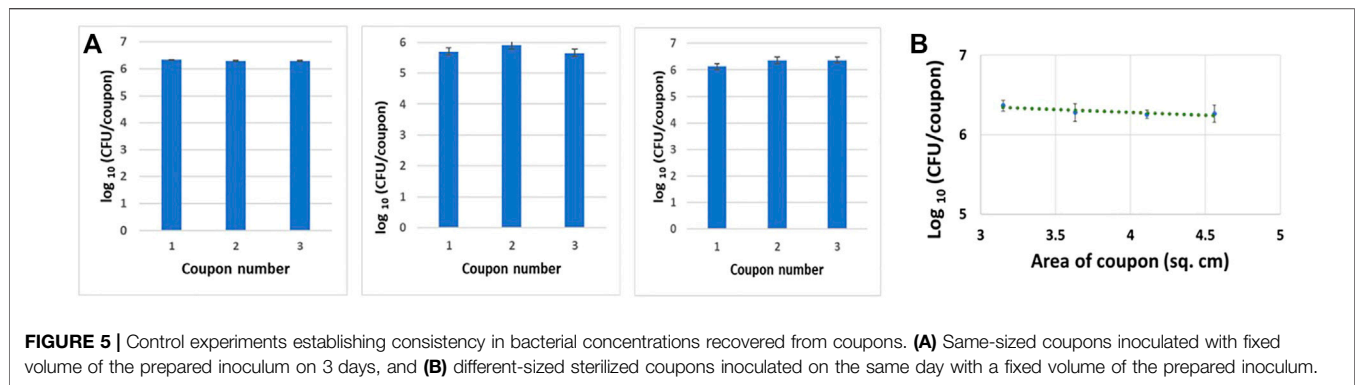 A
7
6
5
4
3
2
1
0
log 10 (CFU/coupon)
1 2 3
Coupon number
6
5
4
3
2
1
0
log 10 (CFU/coupon)
1 2 3
Coupon number
7
6
5
4
3
2
1
0
log 10 (CFU/coupon)
1 2 3
Coupon number
B
7
6
5
Log 10 (CFU/coupon)
3 3.5 4 4.5 5
Area of coupon (sq. cm)
FIGURE 5 | Control experiments establishing consistency in bacterial concentrations recovered from coupons. (A) Same-sized coupons inoculated with fixed
volume of the prepared inoculum on 3 days, and (B) different-sized sterilized coupons inoculated on the same day with a fixed volume of the prepared inoculum.